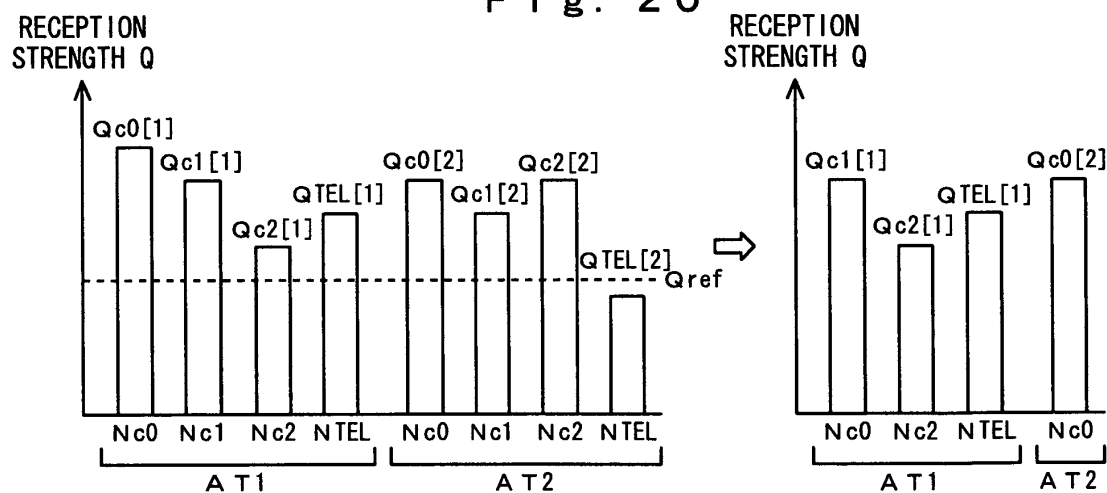 Fig.
RECEPTION
STRENGTH Q
Qc0[1]
Qc1[1]
Qc2[1]
QTEL[1]
Qc0[2]
Qc1[2]
Qc2[2]
QTEL[2]
Qref
Nc0 Nc1 Nc2 NTEL Nc0 Nc1 Nc2 NTEL
AT1 AT2
RECEPTION
STRENGTH Q
Qc1[1]
Qc2[1]
QTEL[1]
Qc0[2]
Nc0 Nc2 NTEL Nc0
AT1 AT2